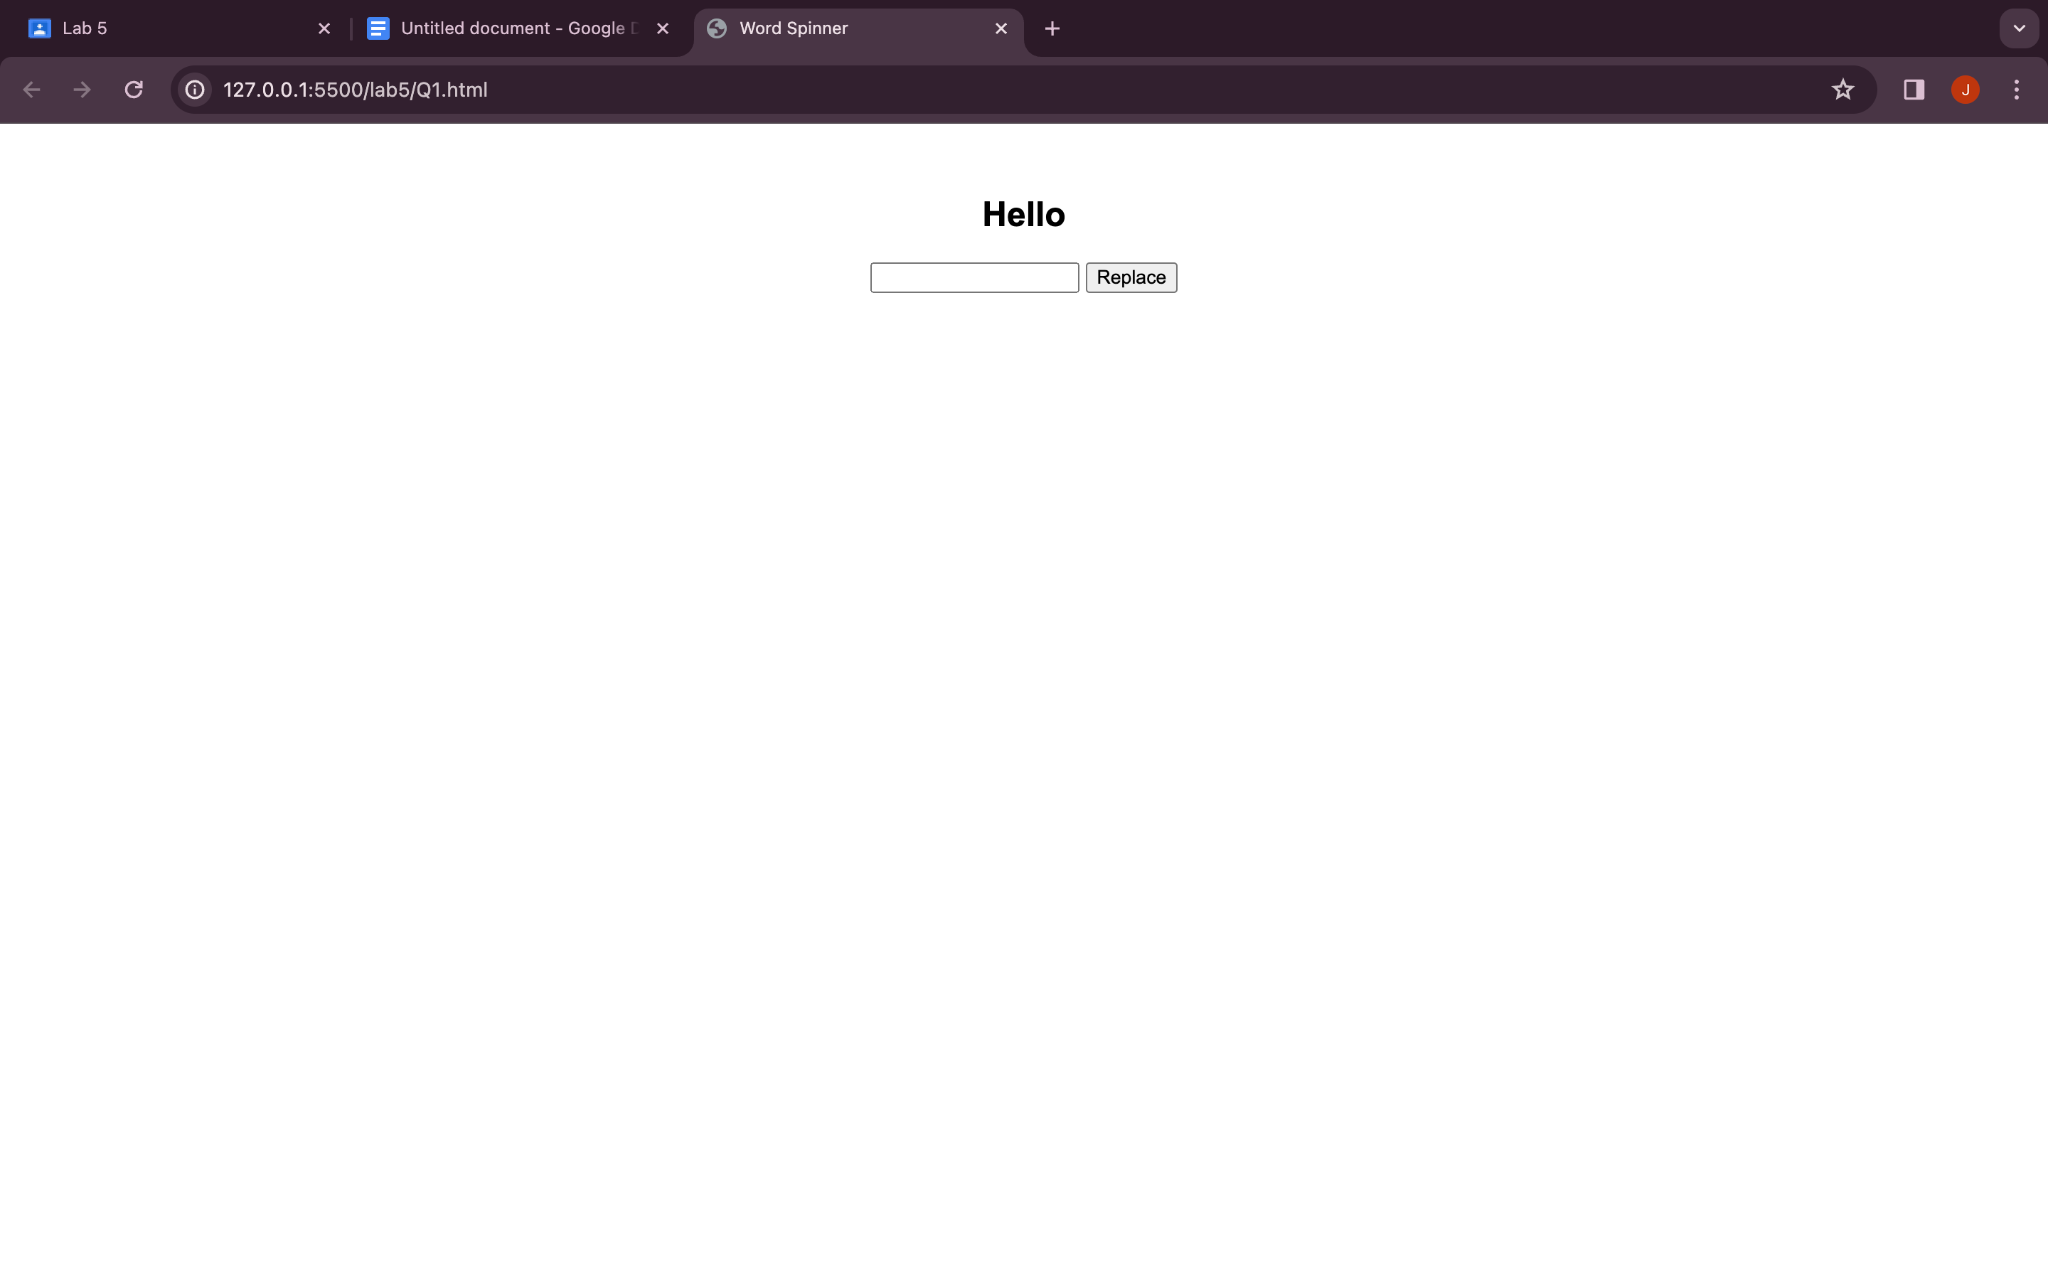 Lab 5
Untitled document - Google D
Word Spinner
127.0.0.1:5500/lab5/Q1.html
J
Hello
Replace